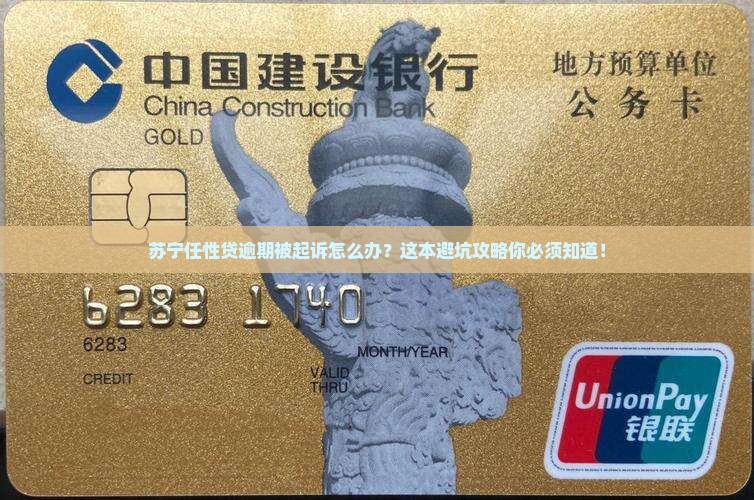 中国建设银行
China Construction Bank
GOLD
地方预算单位
公务卡
苏宁任性贷逾期被起诉怎么办？这本避坑攻略你必须知道！
6283 1740
6283
MONTH/YEAR
CREDIT
VALID
THRU
UnionPay
银联